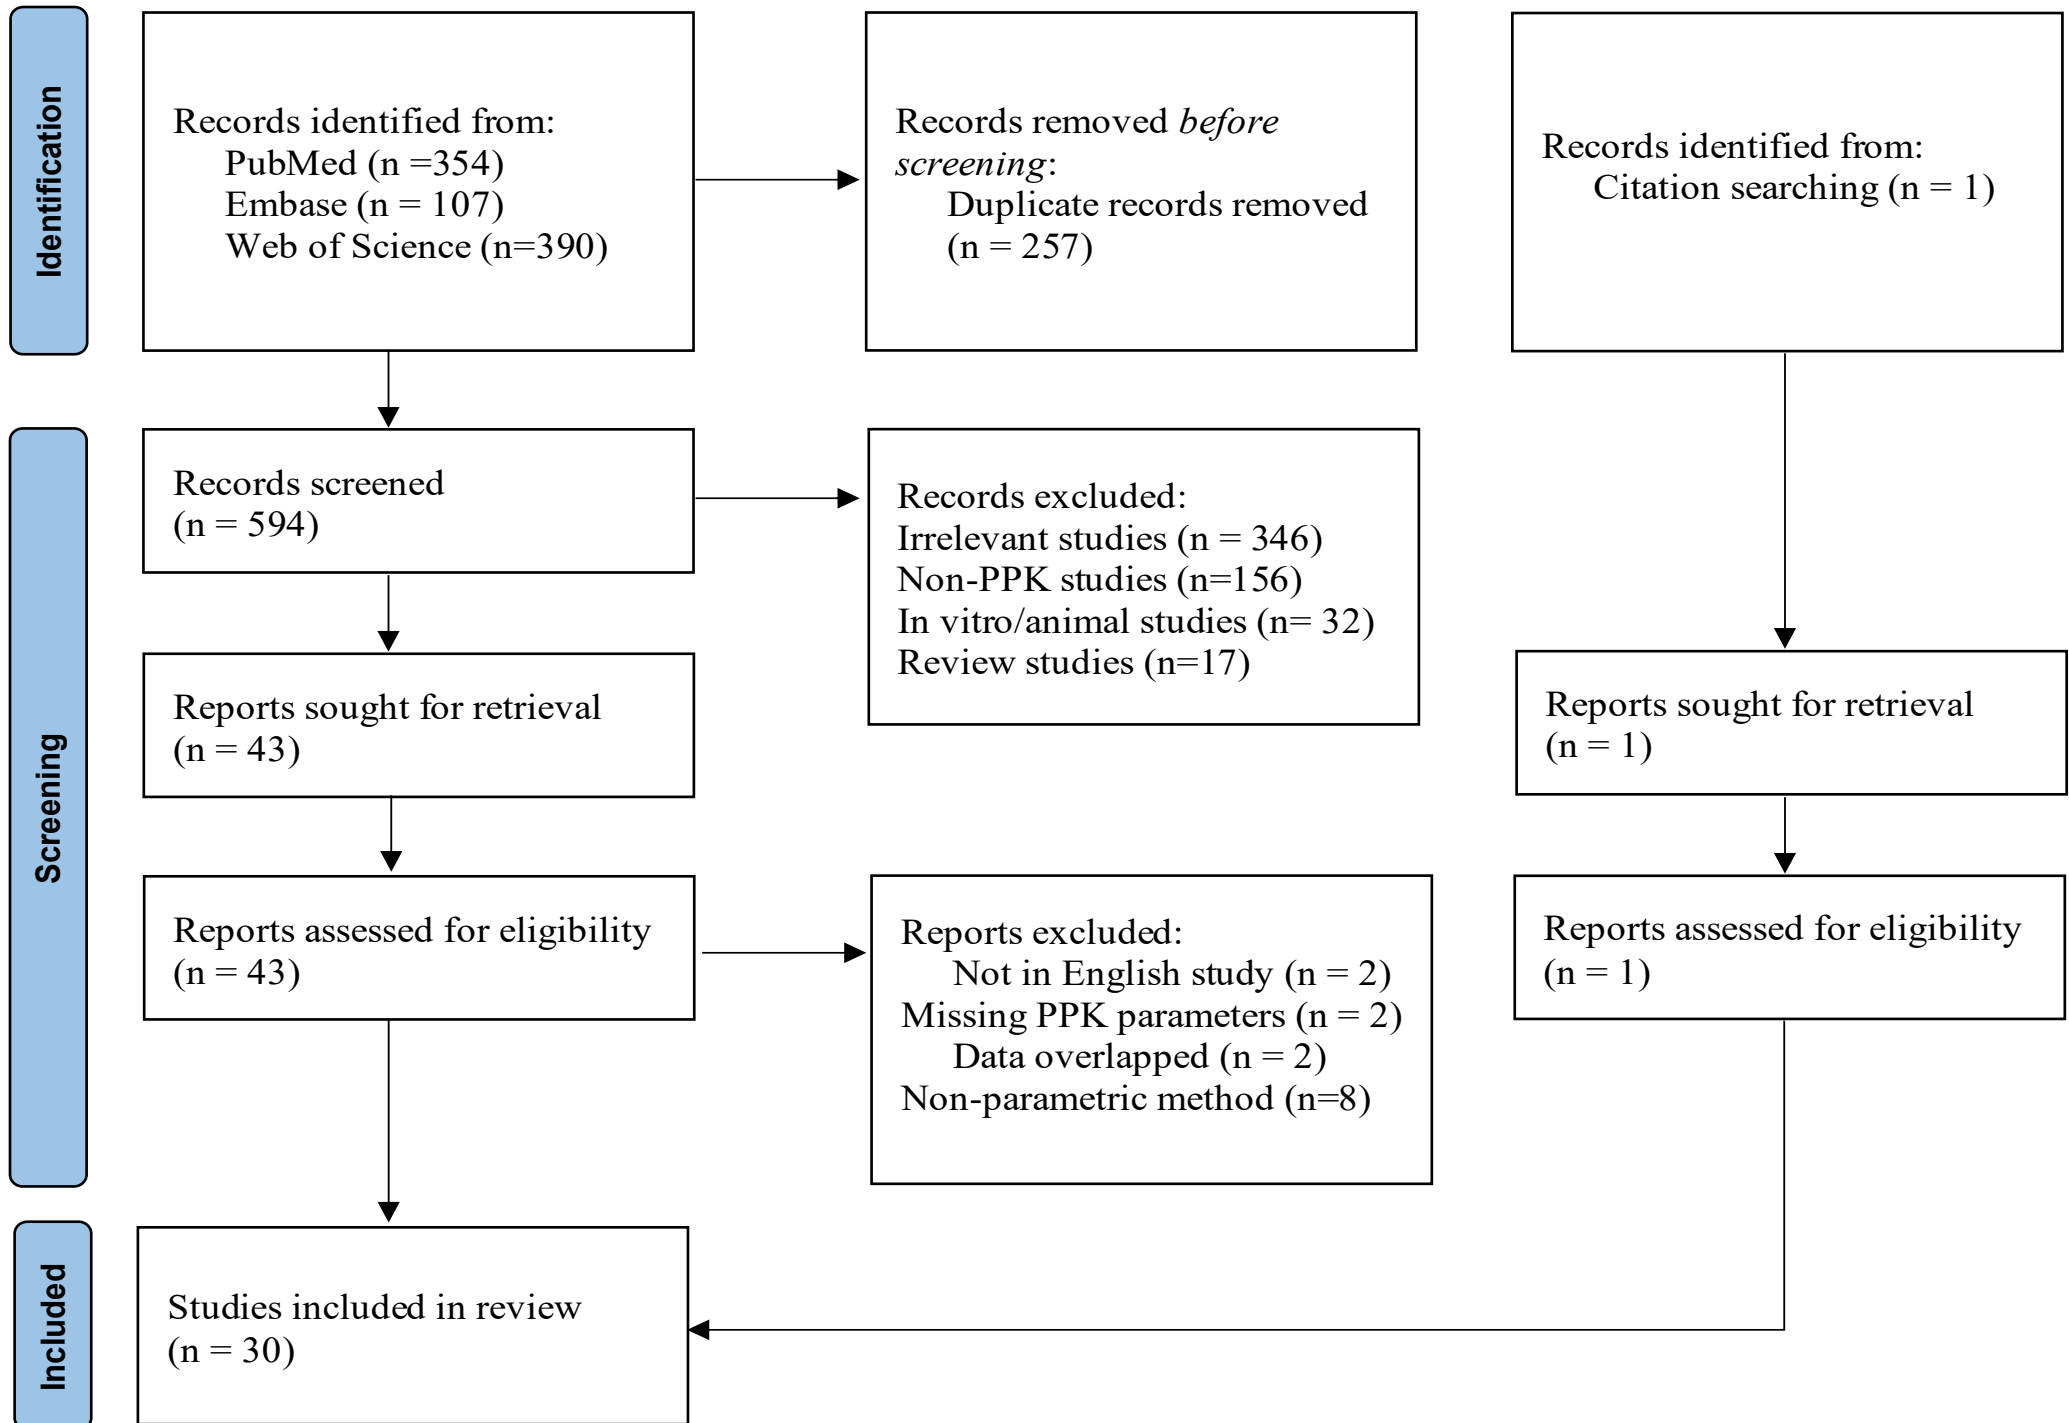 Identification
Records identified from:
PubMed (n =354)
Embase (n = 107)
Web of Science (n=390)
Records removed before
screening:
Duplicate records removed
(n = 257)
Records identified from:
Citation searching (n = 1)
Screening
Records screened
(n = 594)
Records excluded:
Irrelevant studies (n = 346)
Non-PPK studies (n=156)
In vitro/animal studies (n= 32)
Review studies (n=17)
Reports sought for retrieval
(n = 43)
Reports sought for retrieval
(n = 1)
Reports assessed for eligibility
(n = 43)
Reports excluded:
Not in English study (n = 2)
Missing PPK parameters (n = 2)
Data overlapped (n = 2)
Non-parametric method (n=8)
Reports assessed for eligibility
(n = 1)
Included
Studies included in review
(n = 30)